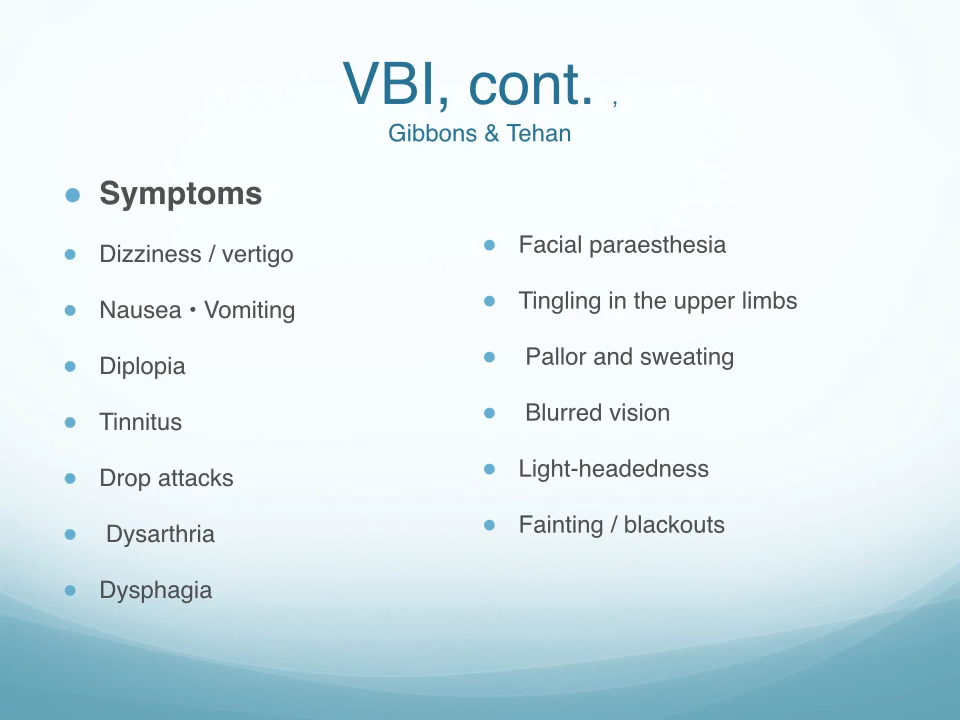 VBI, cont. ,
Gibbons & Tehan
Symptoms
Dizziness / vertigo
Nausea • Vomiting
Diplopia
Tinnitus
Drop attacks
Dysarthria
Dysphagia
Facial paraesthesia
Tingling in the upper limbs
Pallor and sweating
Blurred vision
Light-headedness
Fainting / blackouts